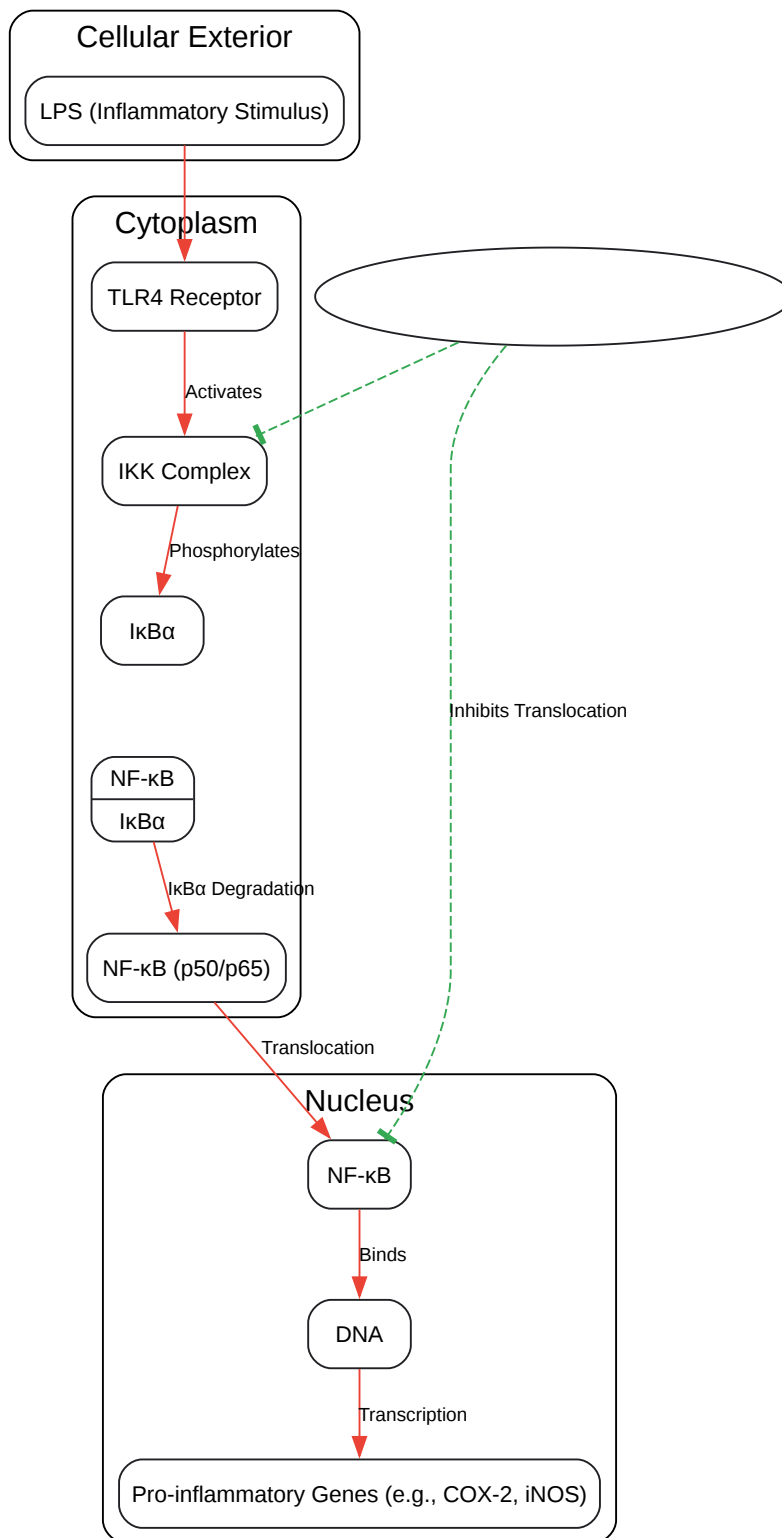 Cellular Exterior
LPS (Inflammatory Stimulus)
Cytoplasm
TLR4 Receptor
Activates
IKK Complex
Phosphorylates
IκBα
Inhibits Translocation
NF-κB
IκBα
IκBα Degradation
NF-κB (p50/p65)
Translocation
Nucleus
NF-κB
Binds
DNA
Transcription
Pro-inflammatory Genes (e.g., COX-2, iNOS)